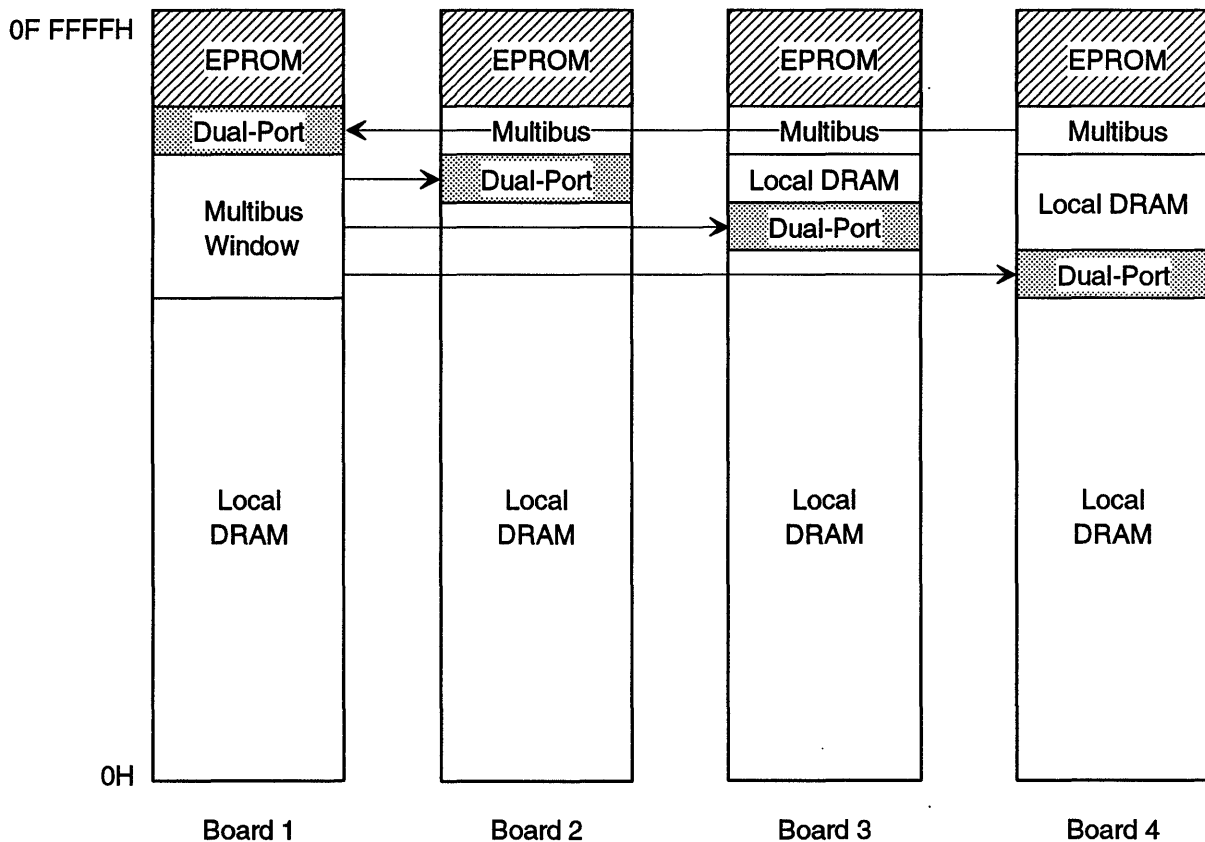 0F FFFFH
EPROM
EPROM
EPROM
EPROM
Dual-Port
Multibus
Multibus
Multibus
Dual-Port
Local DRAM
Local DRAM
Multibus
Window
Dual-Port
Dual-Port
Local
DRAM
Local
DRAM
Local
DRAM
Local
DRAM
0H
Board 1
Board 2
Board 3
Board 4